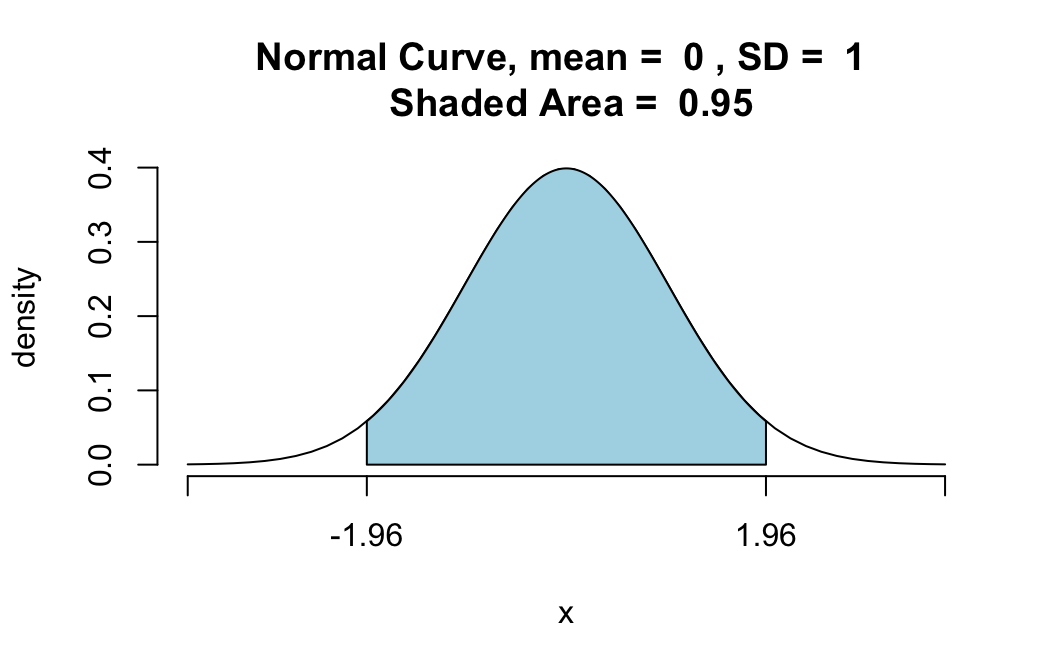 Normal Curve, mean =  0 , SD =  1
Shaded Area =  0.95
density
0.4
0.3
0.2
0.1
0.0
-1.96
1.96
x